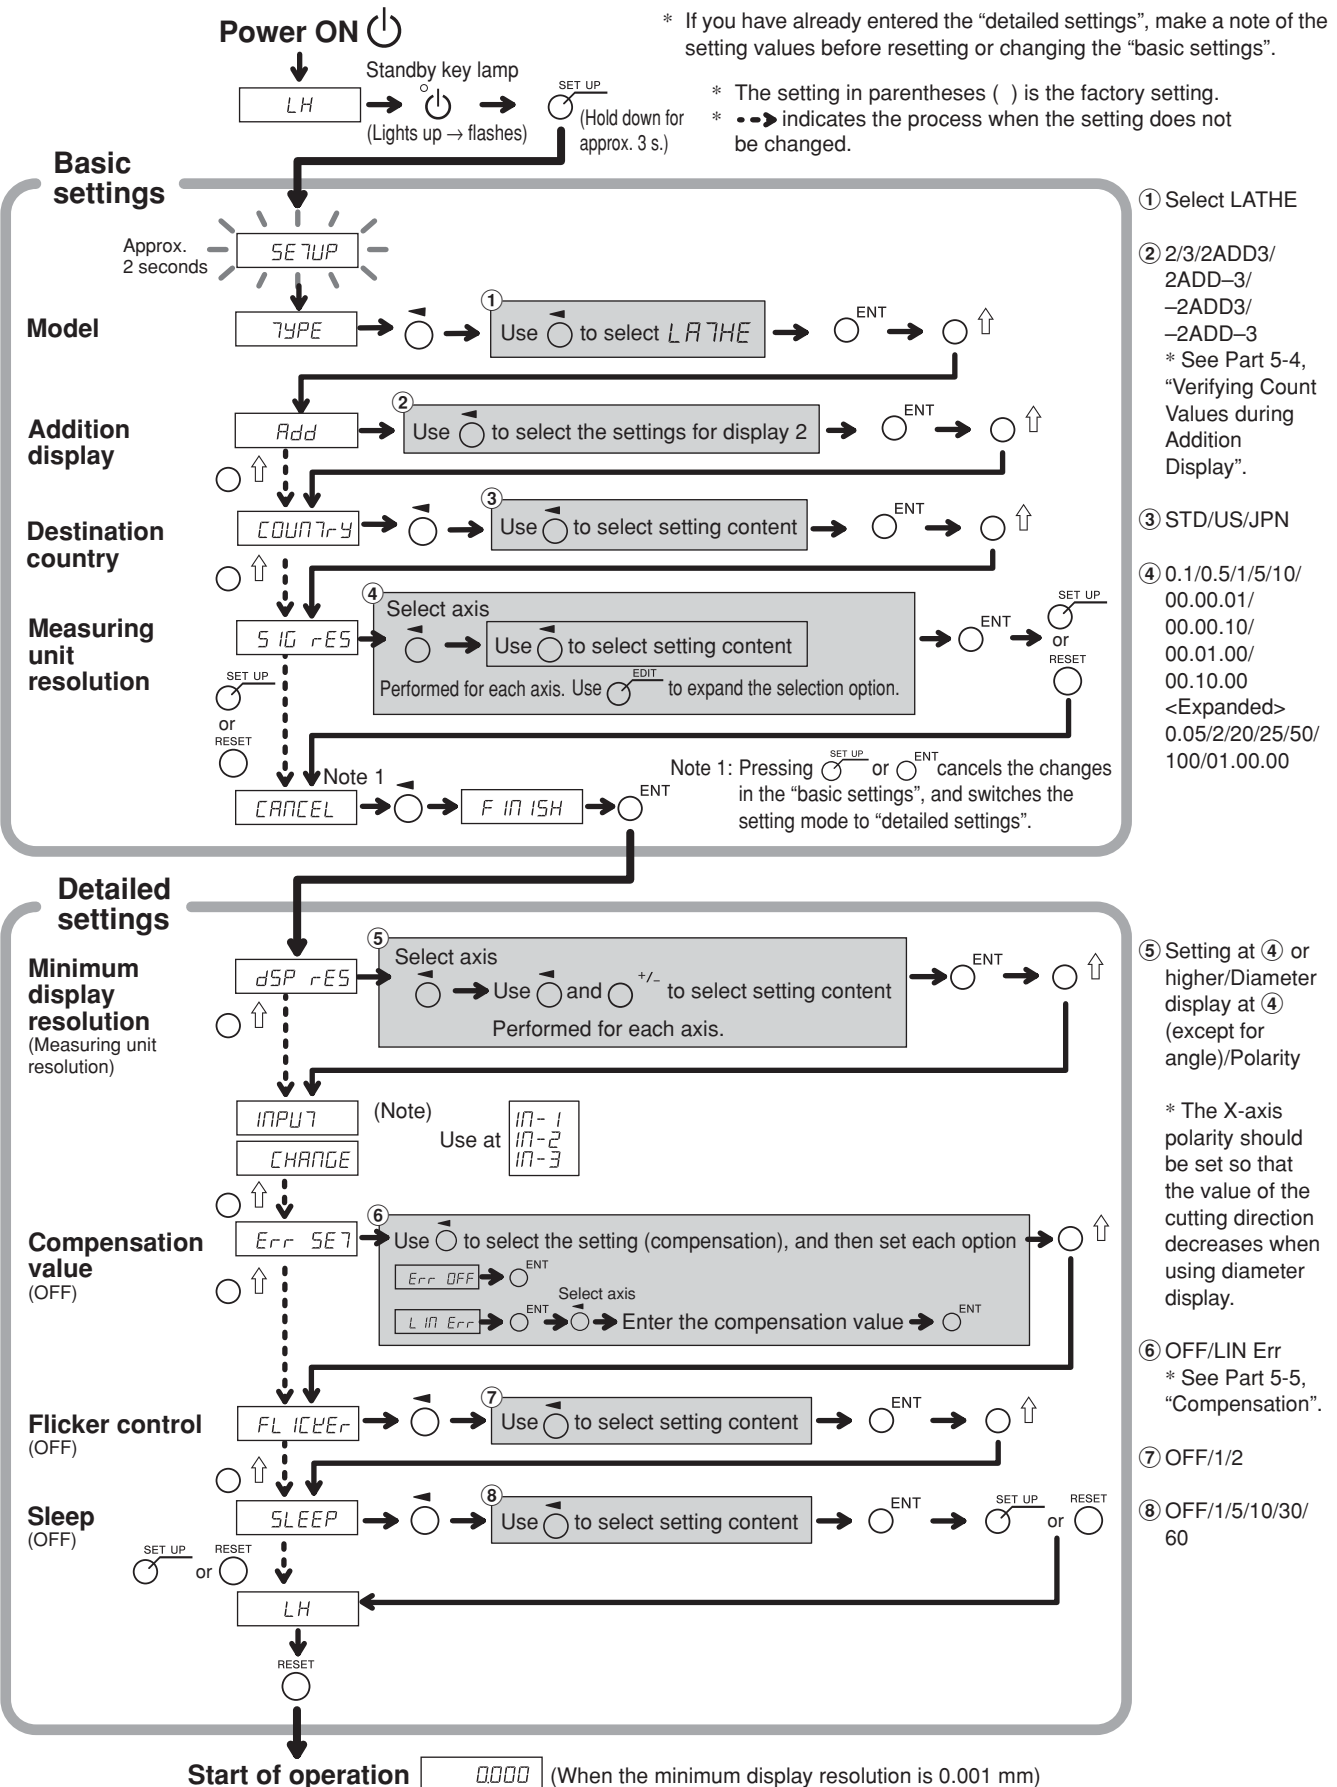 Power ON
* If you have already entered the “detailed settings”, make a note of the
setting values before resetting or changing the “basic settings”.
Standby key lamp
LH
SET UP
(Lights up → flashes)
(Hold down for
approx. 3 s.)
* The setting in parentheses ( ) is the factory setting.
* indicates the process when the setting does not
be changed.
Basic
settings
Approx.
2 seconds
SETUP
Model
TYPE
①
Use to select LATHE
ENT
Addition
display
Add
②
Use to select the settings for display 2
ENT
Destination
country
COUNTrY
③
Use to select setting content
ENT
Measuring
unit
resolution
SIG rES
④
Select axis
Use to select setting content
Performed for each axis. Use EDIT to expand the selection option.
ENT
SET UP
or
RESET
SET UP
or
RESET
CANCEL
Note 1
FINISH
ENT
Note 1: Pressing SET UP or ENT cancels the changes
in the “basic settings”, and switches the
setting mode to “detailed settings”.
① Select LATHE
② 2/3/2ADD3/
2ADD–3/
–2ADD3/
–2ADD–3
* See Part 5-4,
“Verifying Count
Values during
Addition
Display”.
③ STD/US/JPN
④ 0.1/0.5/1/5/10/
00.00.01/
00.00.10/
00.01.00/
00.10.00
<Expanded>
0.05/2/20/25/50/
100/01.00.00
Detailed
settings
Minimum
display
resolution
(Measuring unit
resolution)
dSP rES
⑤
Select axis
Use and +/− to select setting content
Performed for each axis.
ENT
INPUT
CHANGE
(Note)
Use at
IN-1
IN-2
IN-3
Compensation
value
(OFF)
Err SET
⑥
Use to select the setting (compensation), and then set each option
Err OFF
ENT
LIN Err
ENT
Select axis
Enter the compensation value
ENT
Flicker control
(OFF)
FLICKEr
⑦
Use to select setting content
ENT
Sleep
(OFF)
SLEEP
⑧
Use to select setting content
ENT
SET UP
or
RESET
SET UP
or
RESET
LH
RESET
⑤ Setting at ④ or
higher/Diameter
display at ④
(except for
angle)/Polarity
* The X-axis
polarity should
be set so that
the value of the
cutting direction
decreases when
using diameter
display.
⑥ OFF/LIN Err
* See Part 5-5,
“Compensation”.
⑦ OFF/1/2
⑧ OFF/1/5/10/30/
60
Start of operation 0.000 (When the minimum display resolution is 0.001 mm)